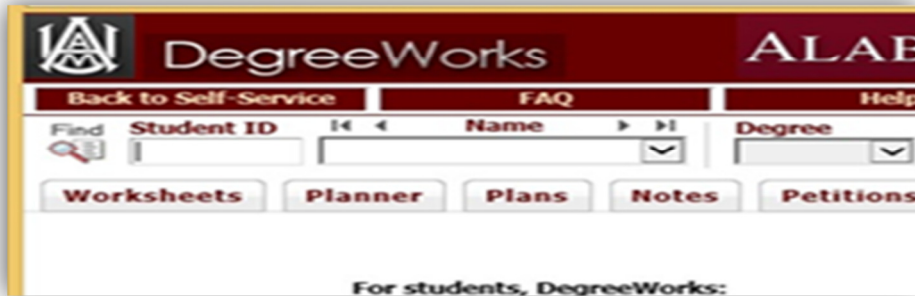 DegreeWorks ALAB
Back to Self-Service FAQ Help
Find Student ID Name Degree
Worksheets Planner Plans Notes Petitions
For students, DegreeWorks: